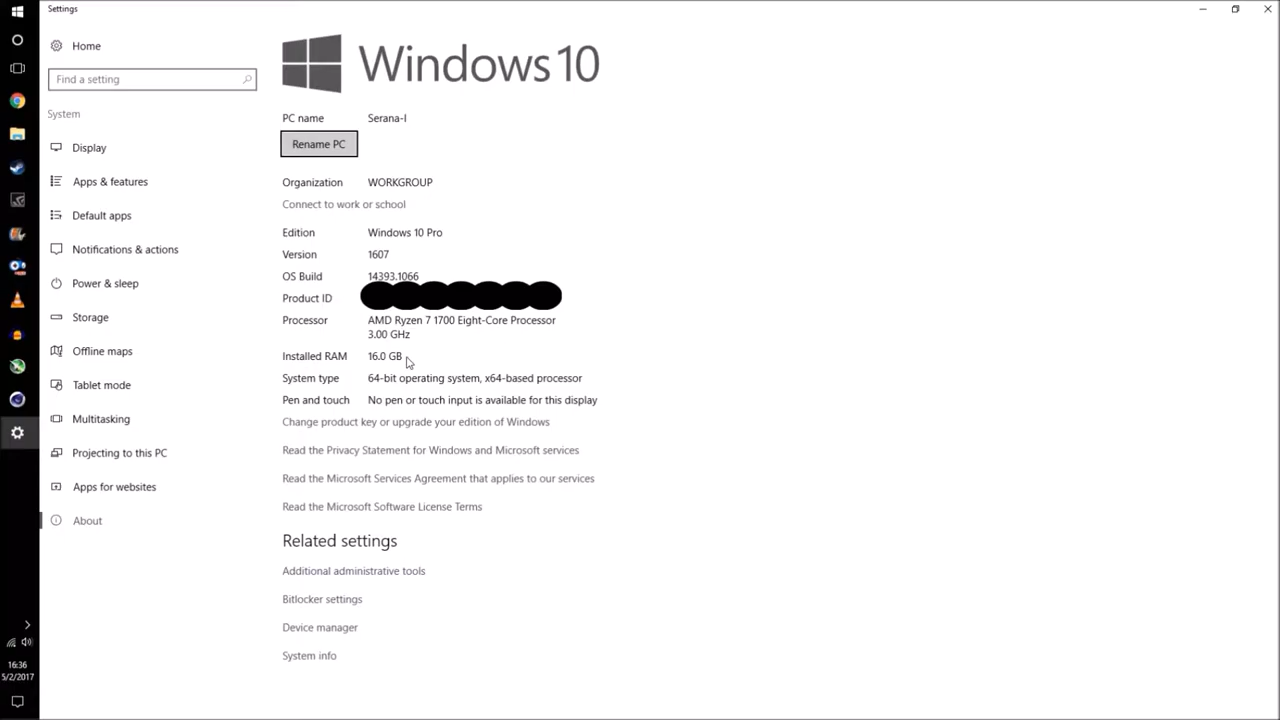 Settings
Home
Find a setting
System
Display
Apps & features
Default apps
Notifications & actions
Power & sleep
Storage
Offline maps
Tablet mode
Multitasking
Projecting to this PC
Apps for websites
About
Windows 10
PC name Serana-I
Rename PC
Organization WORKGROUP
Connect to work or school
Edition Windows 10 Pro
Version 1607
OS Build 14393.1066
Product ID
Processor AMD Ryzen 7 1700 Eight-Core Processor
3.00 GHz
Installed RAM 16.0 GB
System type 64-bit operating system, x64-based processor
Pen and touch No pen or touch input is available for this display
Change product key or upgrade your edition of Windows
Read the Privacy Statement for Windows and Microsoft services
Read the Microsoft Services Agreement that applies to our services
Read the Microsoft Software License Terms
Related settings
Additional administrative tools
Bitlocker settings
Device manager
System info
16:36
5/2/2017